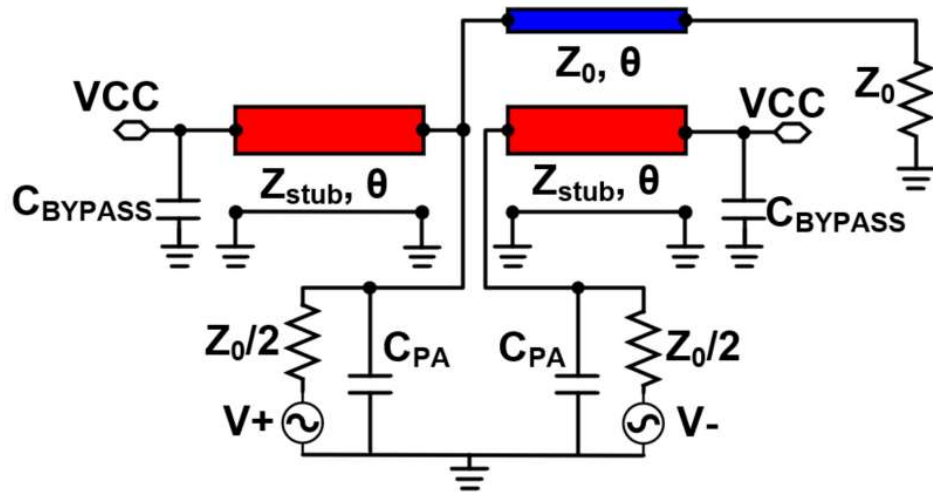 Z₀, θ
Z₀
VCC
VCC
Z_stub, θ
Z_stub, θ
C_BYPASS
C_BYPASS
Z₀/2
C_PA
C_PA
Z₀/2
V+
V-